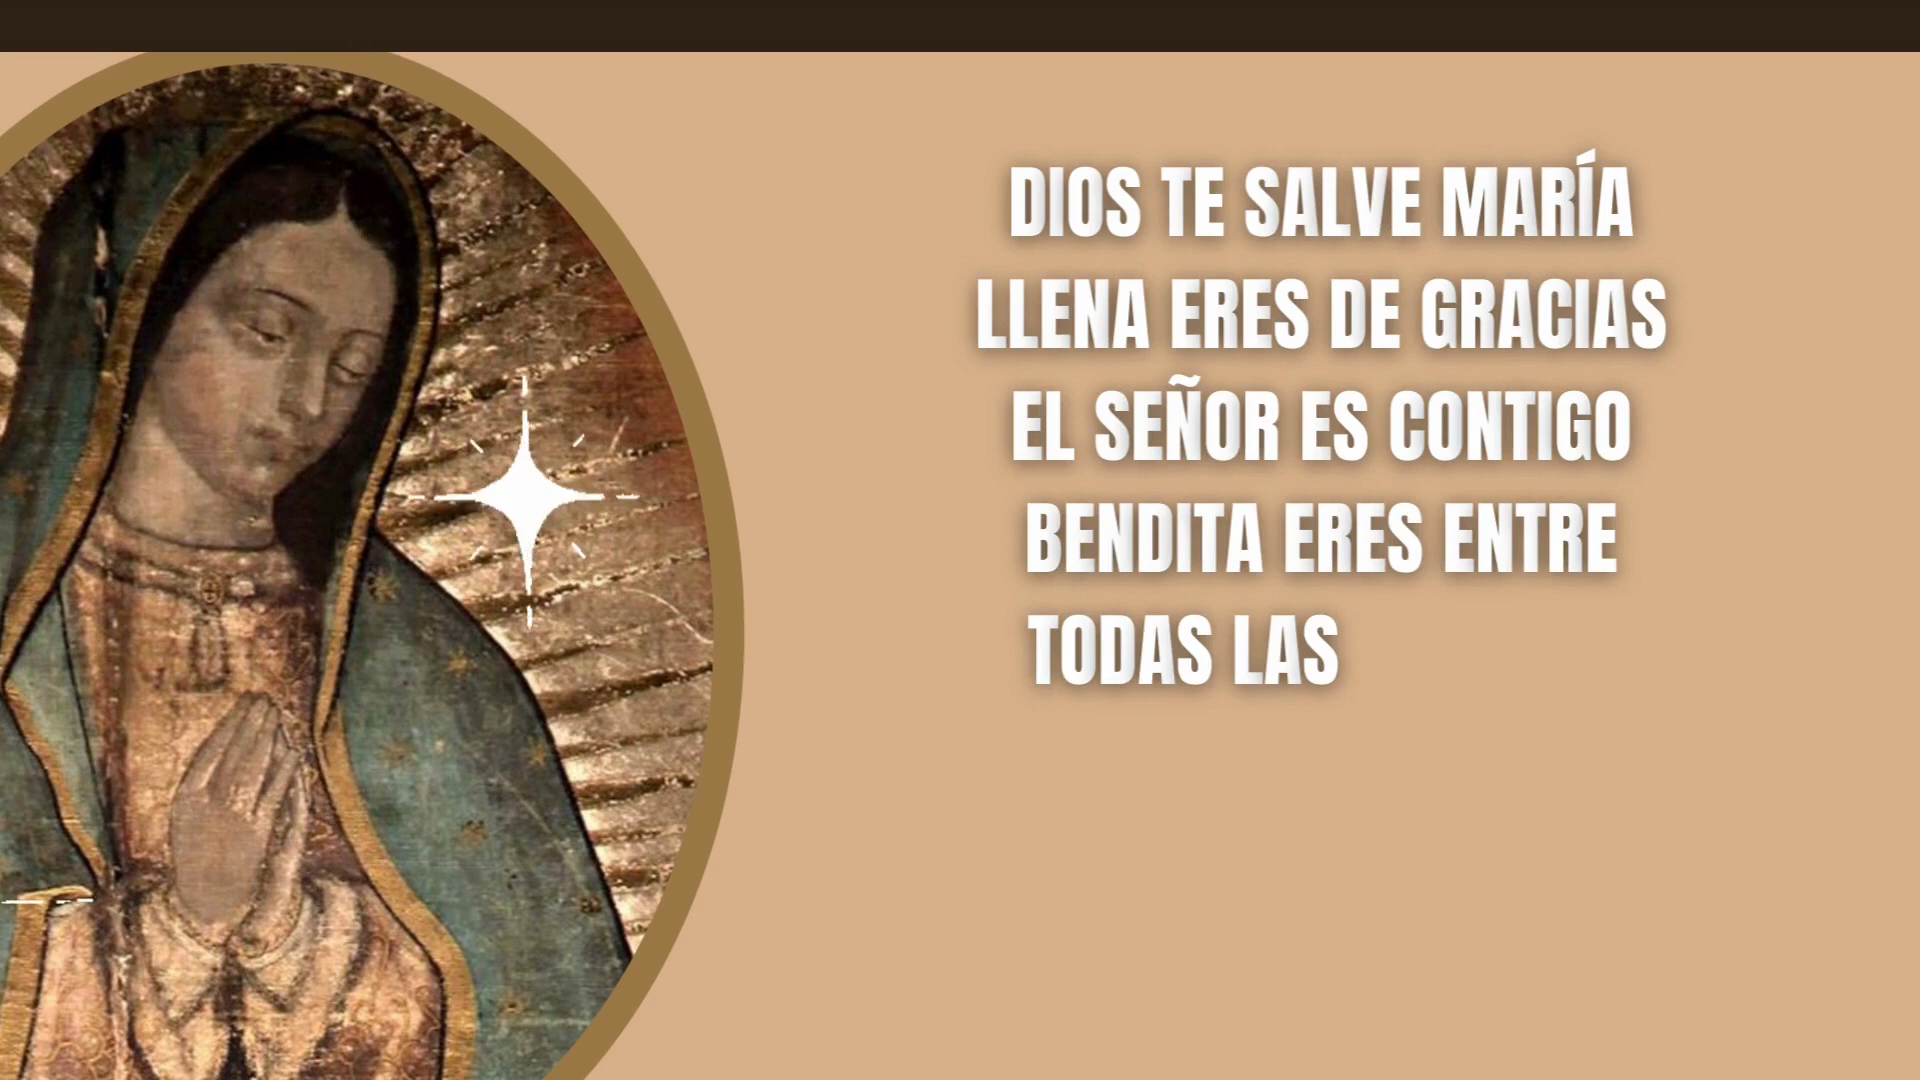 DIOS TE SALVE MARÍA
LLENA ERES DE GRACIAS
EL SEÑOR ES CONTIGO
BENDITA ERES ENTRE
TODAS LAS